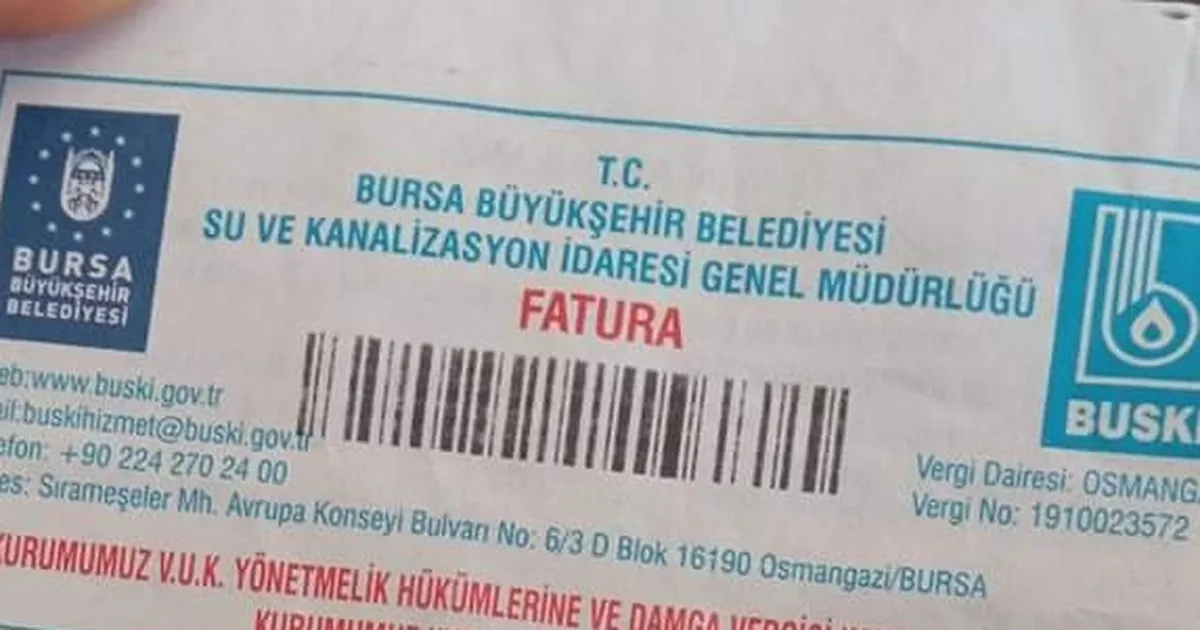 T.C.
BURSA BÜYÜKŞEHİR BELEDİYESİ
SU VE KANALİZASYON İDARESİ GENEL MÜDÜRLÜĞÜ
FATURA
BURSA
BÜYÜKŞEHİR
BELEDİYESİ
BUSKİ
eb:www.buski.gov.tr
ail:buskihizmet@buski.gov.tr
efon: +90 224 270 24 00
es: Sırameşeler Mh. Avrupa Konseyi Bulvarı No: 6/3 D Blok 16190 Osmangazi/BURSA
Vergi Dairesi: OSMANG
Vergi No: 1910023572
KURUMUMUZ V.U.K. YÖNETMELİK HÜKÜMLERİNE VE DAMGA VERGİSİ
KURUMUMUZ